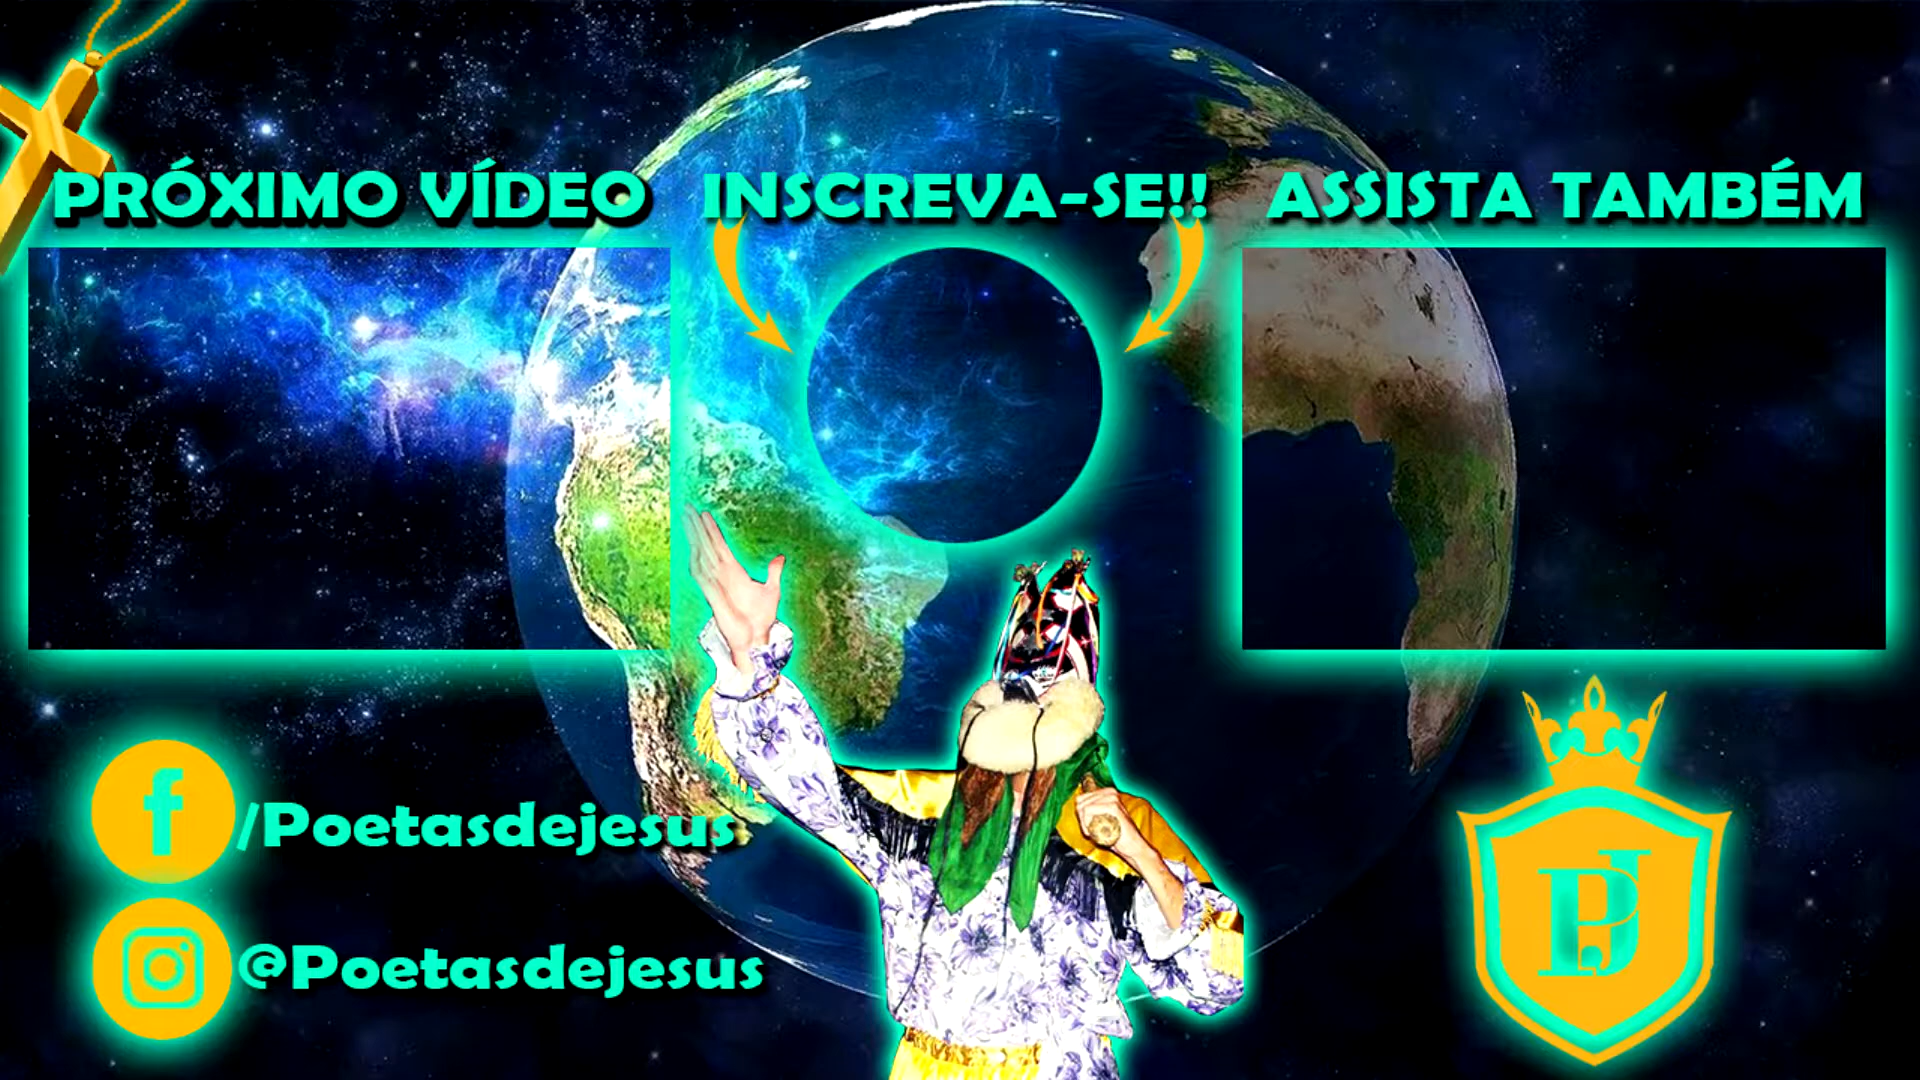 PRÓXIMO VÍDEO
INSCREVA-SE!!
ASSISTA TAMBÉM
/Poetasdejesus
@Poetasdejesus
PJ